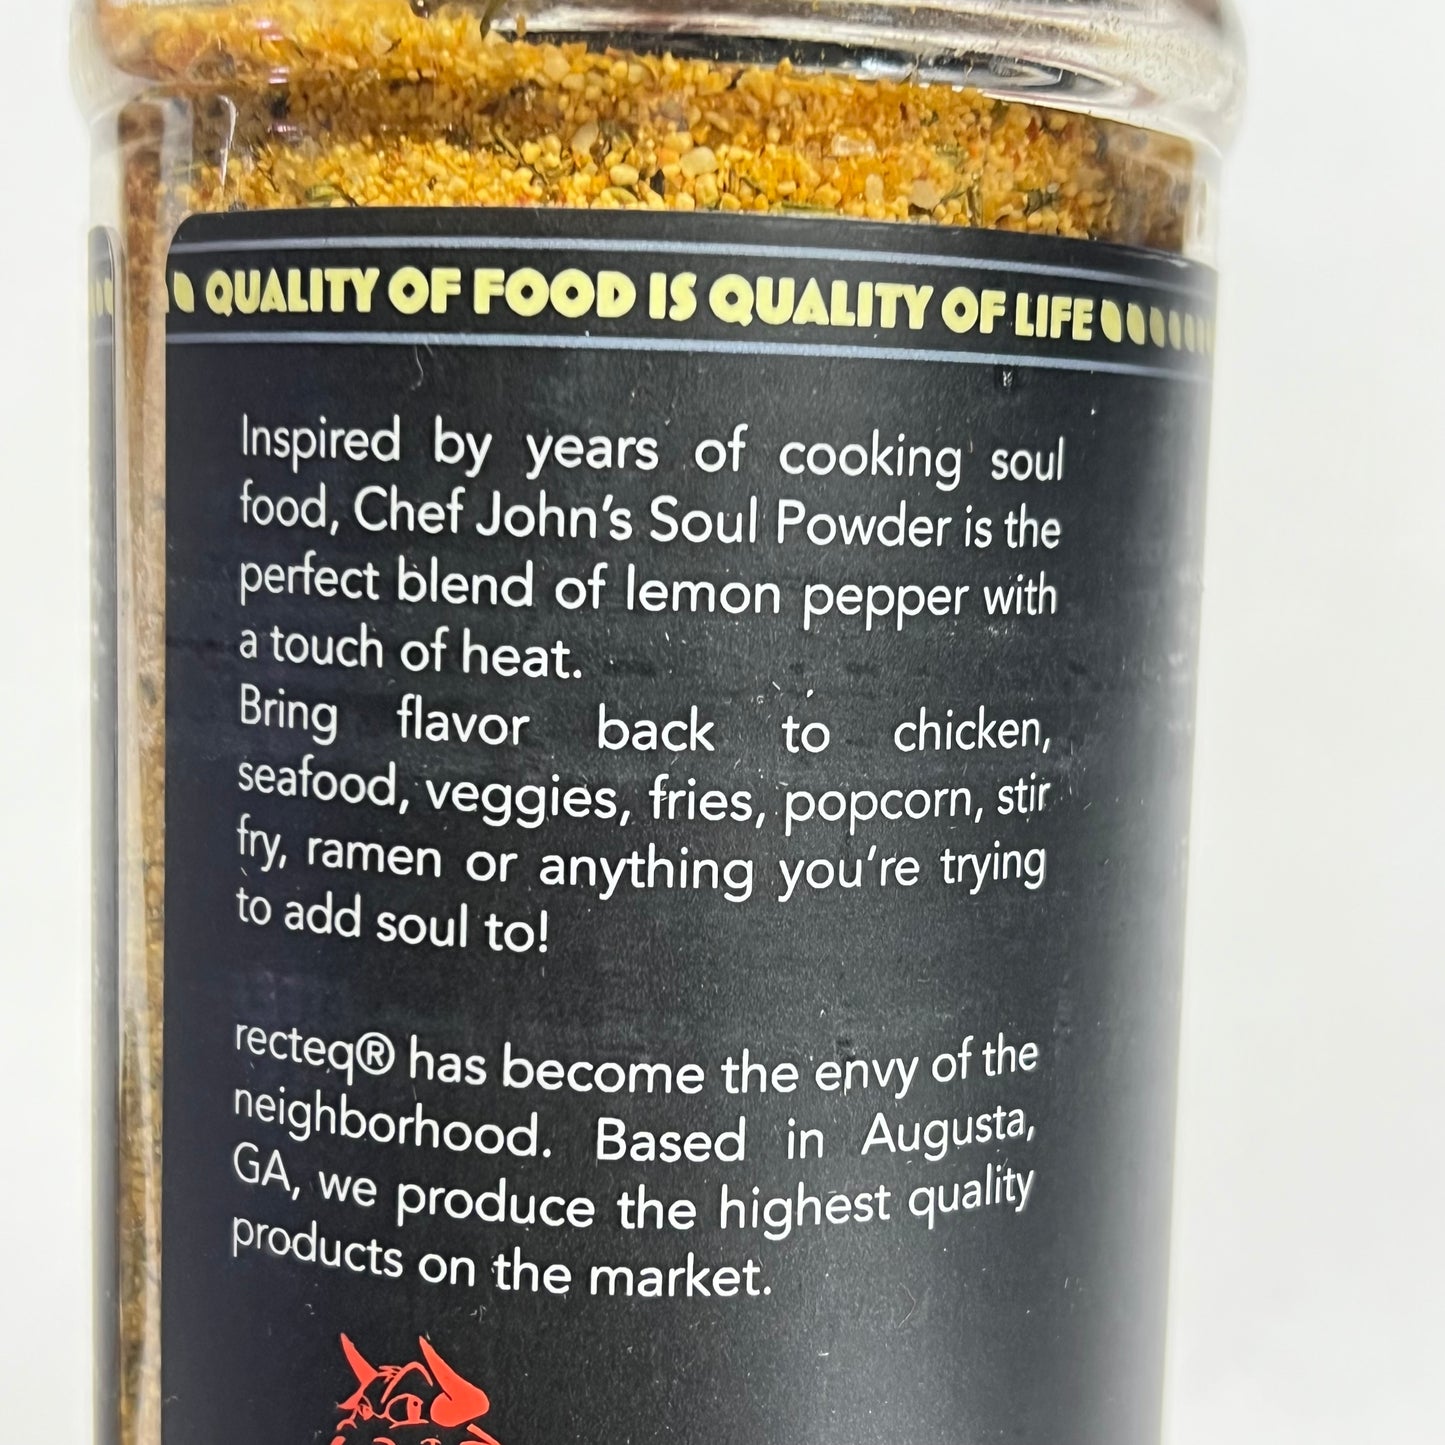 QUALITY OF FOOD IS QUALITY OF LIFE
Inspired by years of cooking soul
food, Chef John's Soul Powder is the
perfect blend of lemon pepper with
a touch of heat.
Bring flavor back to chicken,
seafood, veggies, fries, popcorn, stir
fry, ramen or anything you're trying
to add soul to!
recteq® has become the envy of the
neighborhood. Based in Augusta,
GA, we produce the highest quality
products on the market.